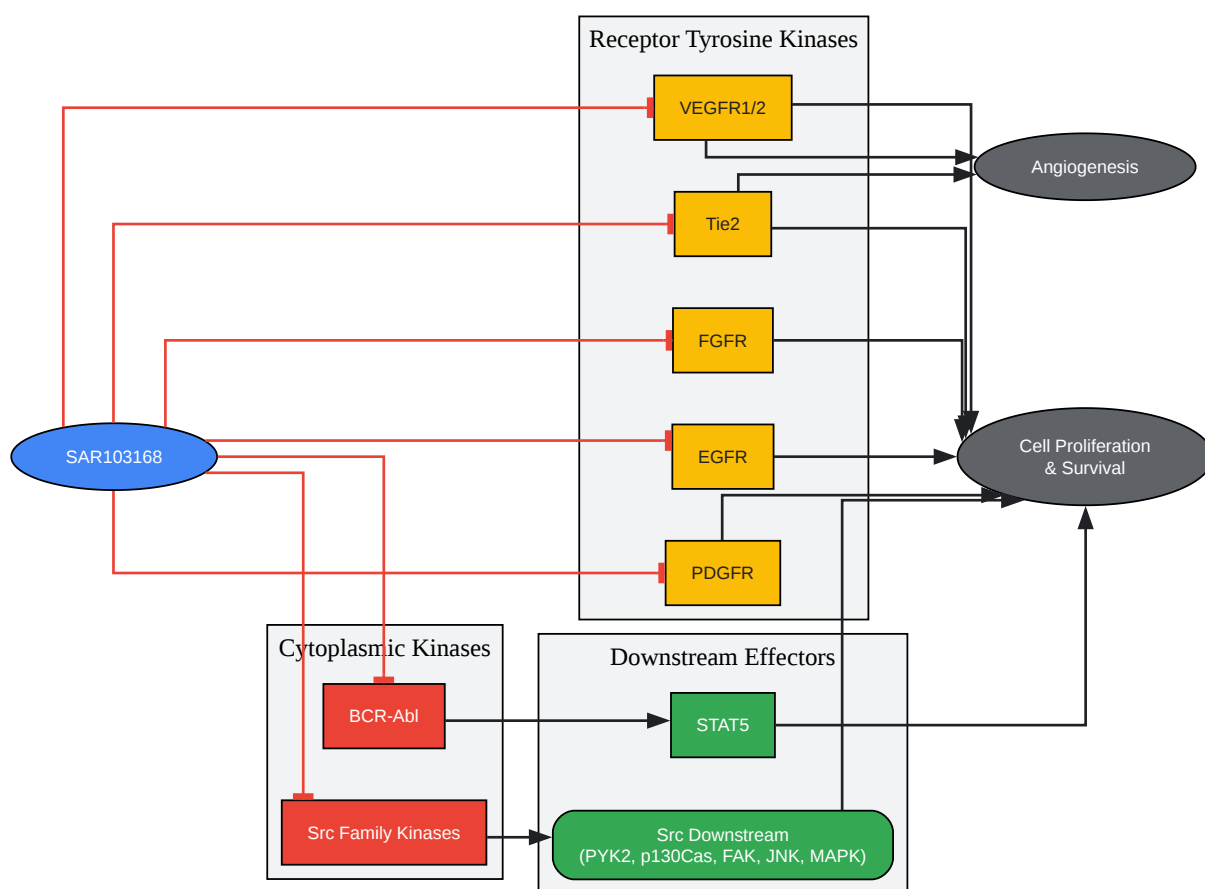 Receptor Tyrosine Kinases
VEGFR1/2
Angiogenesis
Tie2
FGFR
SAR103168
EGFR
Cell Proliferation
& Survival
PDGFR
Cytoplasmic Kinases
Downstream Effectors
BCR-Abl
STAT5
Src Family Kinases
Src Downstream
(PYK2, p130Cas, FAK, JNK, MAPK)